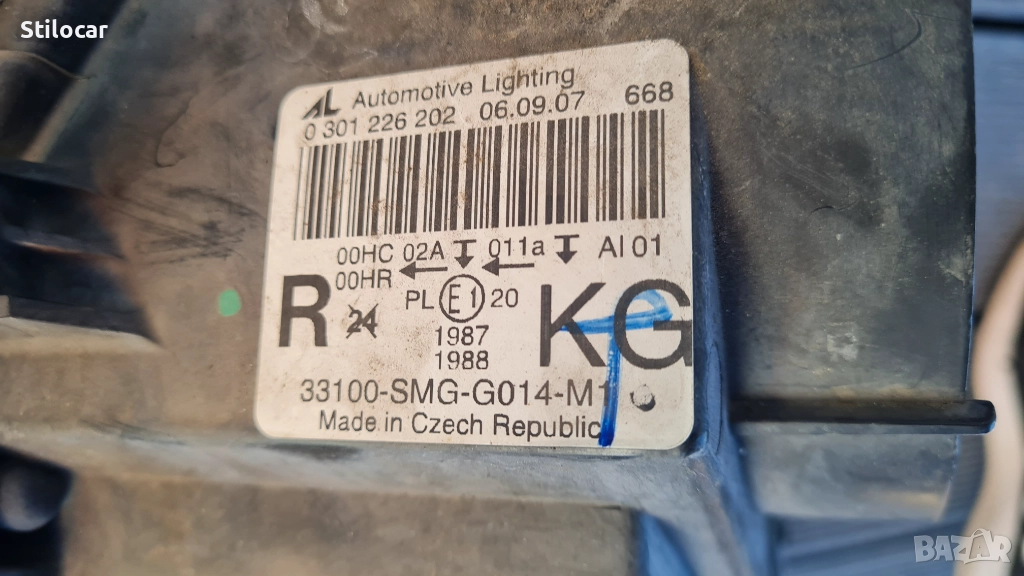 Stilocar
AL Automotive Lighting
0 301 226 202 06.09.07 668
00HC 02A 011a AI 01
00HR
R 24 PL E1 20 KG
1987
1988
33100-SMG-G014-M1
Made in Czech Republic
BAZAR